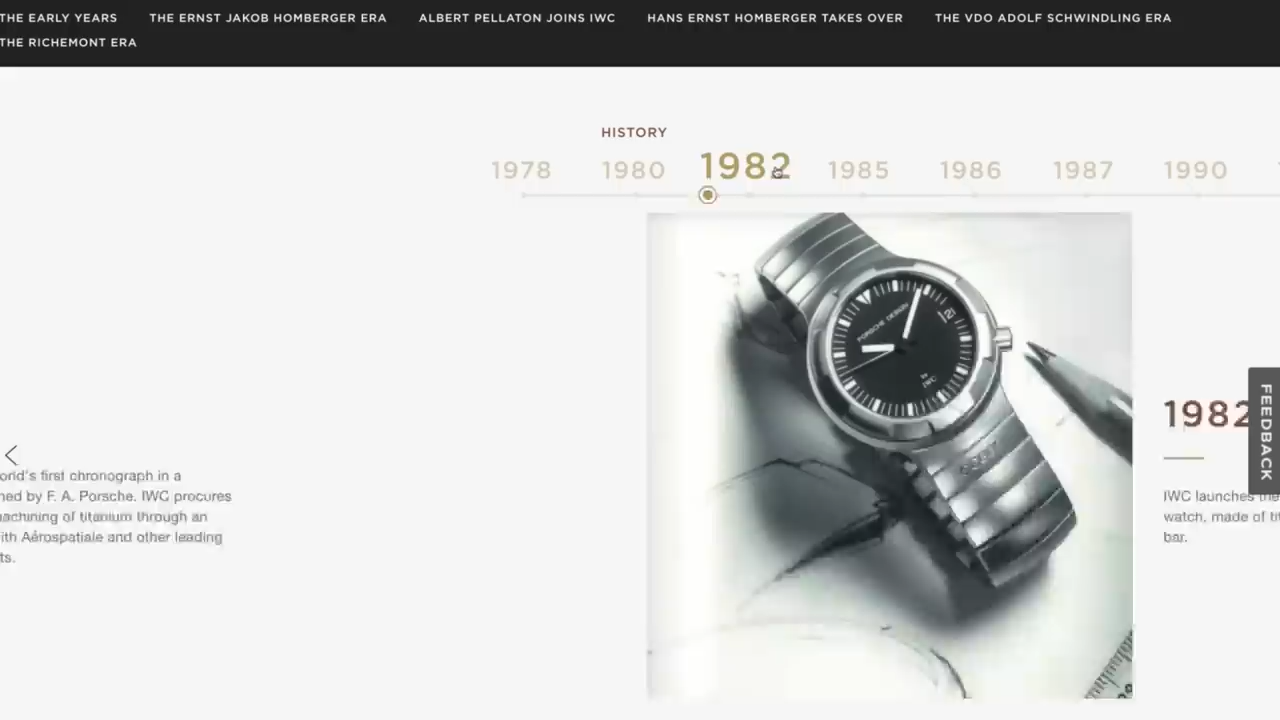 THE EARLY YEARS THE ERNST JAKOB HOMBERGER ERA ALBERT PELLATON JOINS IWC HANS ERNST HOMBERGER TAKES OVER THE VDO ADOLF SCHWINDLING ERA
THE RICHEMONT ERA
HISTORY
1978 1980 1982 1985 1986 1987 1990
PORSCHE DESIGN
21
by
IWC
orld's first chronograph in a
ned by F. A. Porsche. IWC procures
achining of titanium through an
ith Aérospatiale and other leading
ts.
1982
IWC launches the
watch, made of tit
bar.
FEEDBACK